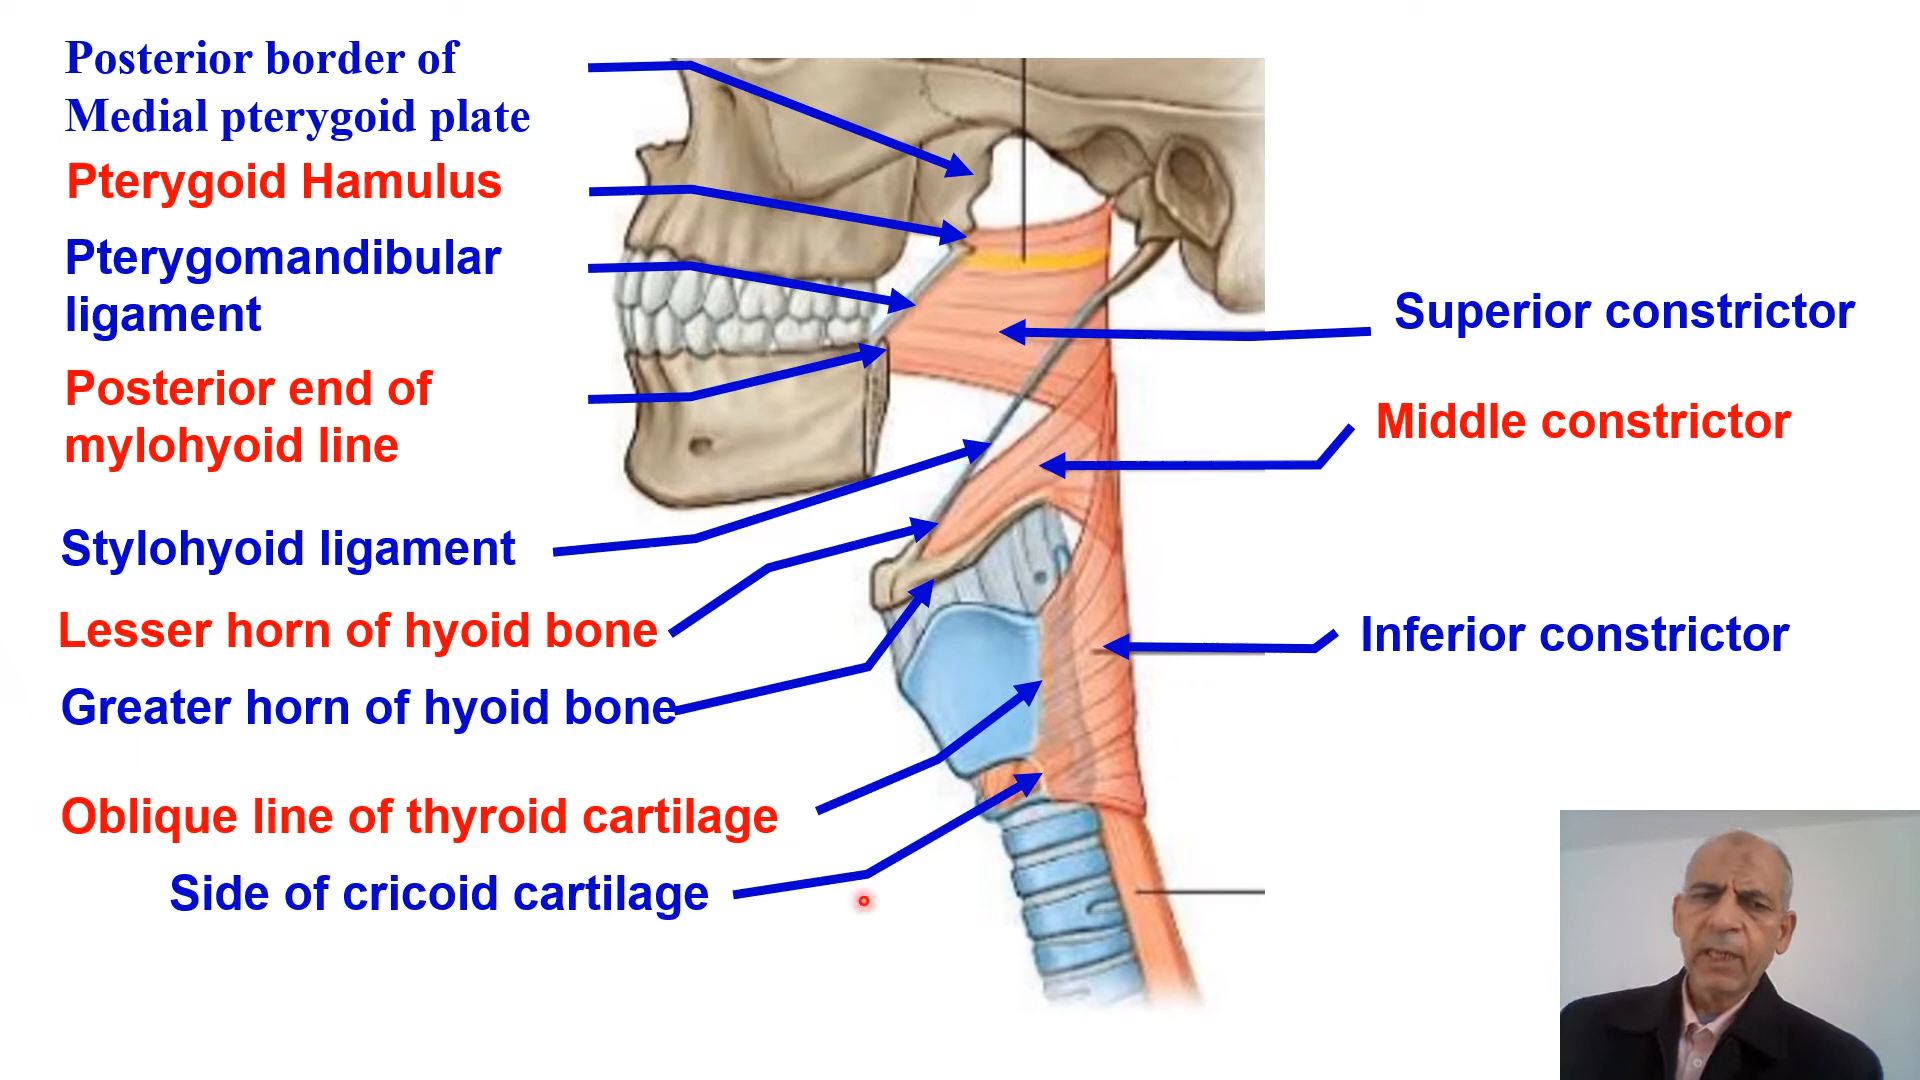 Posterior border of
Medial pterygoid plate
Pterygoid Hamulus
Pterygomandibular
ligament
Posterior end of
mylohyoid line
Stylohyoid ligament
Lesser horn of hyoid bone
Greater horn of hyoid bone
Oblique line of thyroid cartilage
Side of cricoid cartilage
Superior constrictor
Middle constrictor
Inferior constrictor